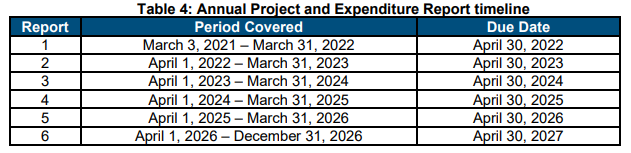 Table 4: Annual Project and Expenditure Report timeline
Report Period Covered Due Date
1 March 3, 2021 – March 31, 2022 April 30, 2022
2 April 1, 2022 – March 31, 2023 April 30, 2023
3 April 1, 2023 – March 31, 2024 April 30, 2024
4 April 1, 2024 – March 31, 2025 April 30, 2025
5 April 1, 2025 – March 31, 2026 April 30, 2026
6 April 1, 2026 – December 31, 2026 April 30, 2027